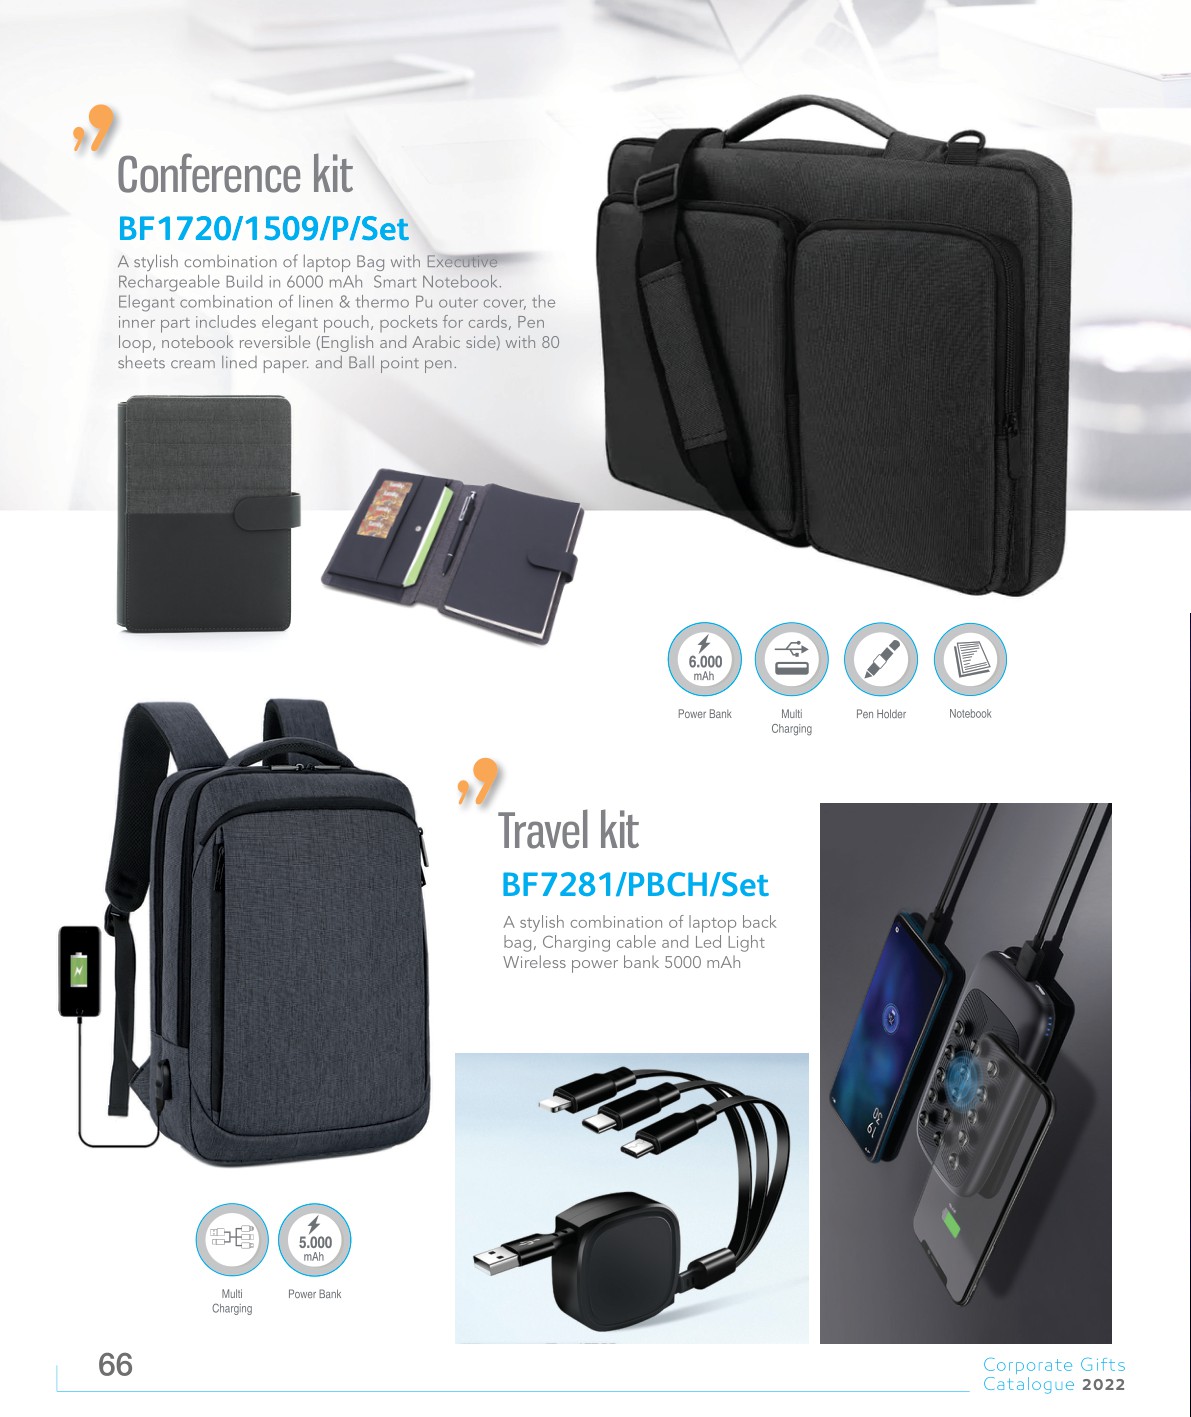 Conference kit
BF1720/1509/P/Set
A stylish combination of laptop Bag with Executive
Rechargeable Build in 6000 mAh  Smart Notebook.
Elegant combination of linen & thermo Pu outer cover, the
inner part includes elegant pouch, pockets for cards, Pen
loop, notebook reversible (English and Arabic side) with 80
sheets cream lined paper. and Ball point pen.
6.000
mAh
Power Bank
Multi
Charging
Pen Holder
Notebook
Travel kit
BF7281/PBCH/Set
A stylish combination of laptop back
bag, Charging cable and Led Light
Wireless power bank 5000 mAh
5.000
mAh
Multi
Charging
Power Bank
66
Corporate Gifts
Catalogue 2022